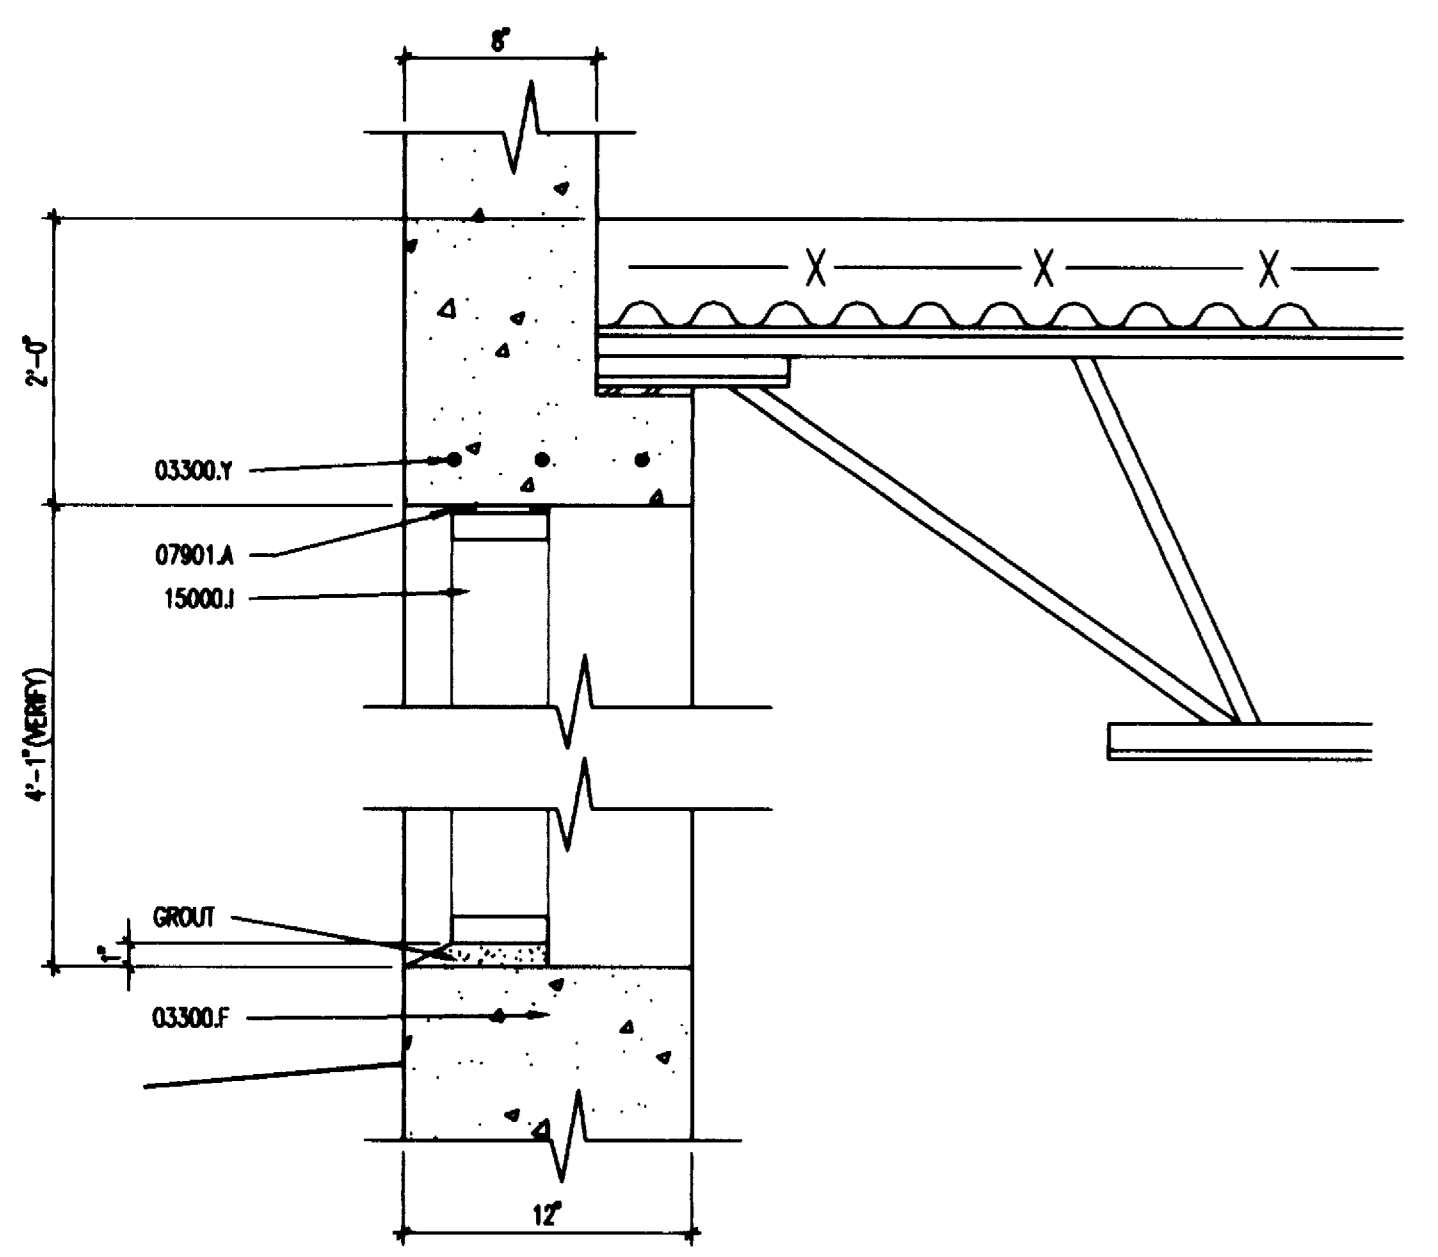 8"
X X X
2'-0"
03300.Y
07901.A
15000.I
4'-1"(VERIFY)
GROUT
1"
03300.F
12"